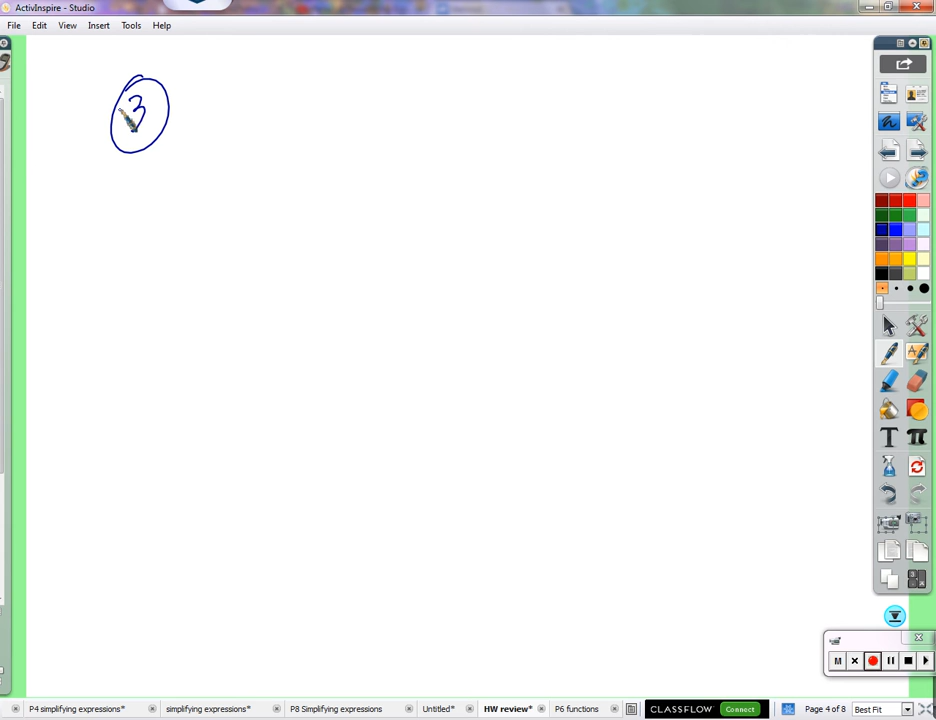 ActivInspire - Studio
File Edit View Insert Tools Help
3
M
P4 simplifying expressions* simplifying expressions* P8 Simplifying expressions Untitled* HW review* P6 functions CLASSFLOW Connect Page 4 of 8 Best Fit